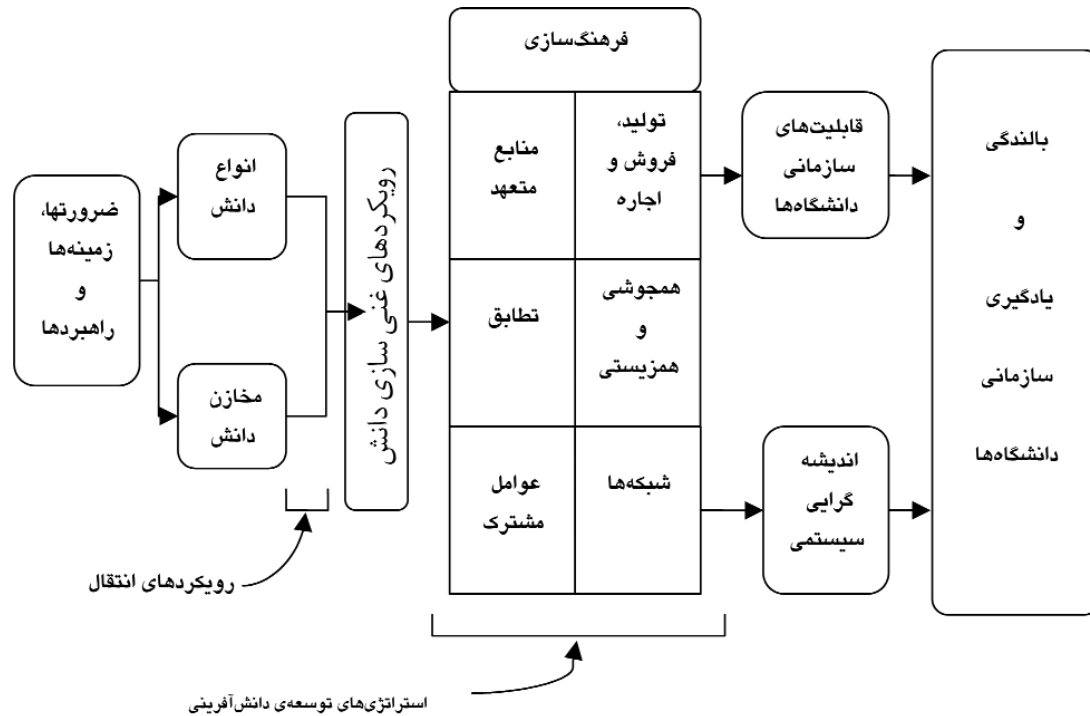 فرهنگ‌سازی
ضرورتها،
زمینه‌ها
و
راهبردها
انواع
دانش
مخازن
دانش
رویکردهای غنی سازی دانش
منابع
متعهد
تولید،
فروش و
اجاره
تطابق
همجوشی
و
همزیستی
عوامل
مشترک
شبکه‌ها
قابلیت‌های
سازمانی
دانشگاه‌ها
اندیشه
گرایی
سیستمی
بالندگی
و
یادگیری
سازمانی
دانشگاه‌ها
رویکردهای انتقال
استراتژی‌های توسعه‌ی دانش‌آفرینی